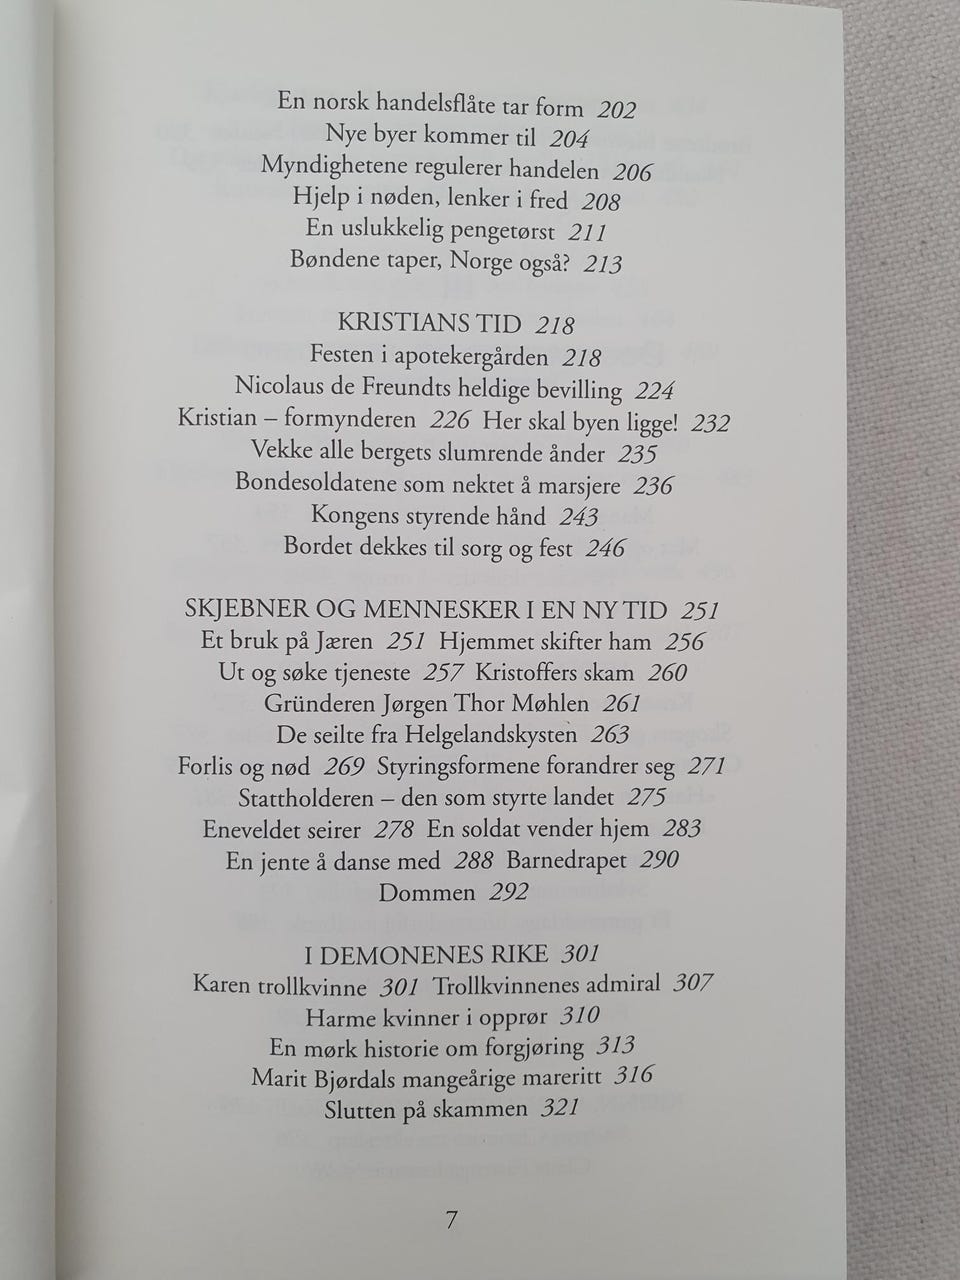 En norsk handelsflåte tar form 202
Nye byer kommer til 204
Myndighetene regulerer handelen 206
Hjelp i nøden, lenker i fred 208
En uslukkelig pengetørst 211
Bøndene taper, Norge også? 213
KRISTIANS TID 218
Festen i apotekergården 218
Nicolaus de Freundts heldige bevilling 224
Kristian – formynderen 226 Her skal byen ligge! 232
Vekke alle bergets slumrende ånder 235
Bondesoldatene som nektet å marsjere 236
Kongens styrende hånd 243
Bordet dekkes til sorg og fest 246
SKJEBNER OG MENNESKER I EN NY TID 251
Et bruk på Jæren 251 Hjemmet skifter ham 256
Ut og søke tjeneste 257 Kristoffers skam 260
Gründeren Jørgen Thor Møhlen 261
De seilte fra Helgelandskysten 263
Forlis og nød 269 Styringsformene forandrer seg 271
Stattholderen – den som styrte landet 275
Eneveldet seirer 278 En soldat vender hjem 283
En jente å danse med 288 Barnedrapet 290
Dommen 292
I DEMONENES RIKE 301
Karen trollkvinne 301 Trollkvinnenes admiral 307
Harme kvinner i opprør 310
En mørk historie om forgjøring 313
Marit Bjørdals mangeårige mareritt 316
Slutten på skammen 321
7